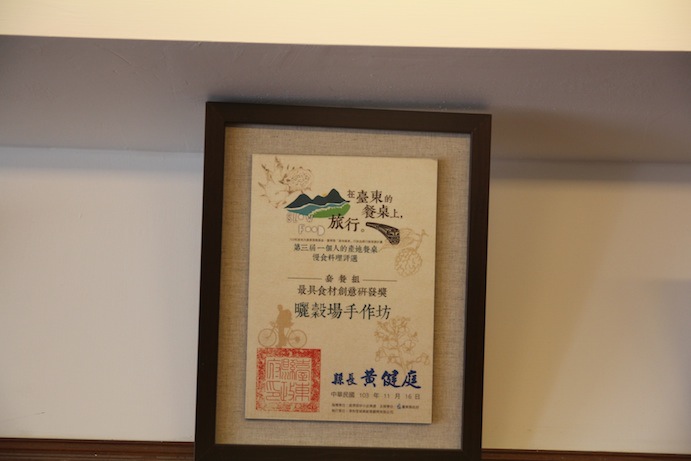 在臺東的
餐桌上，
旅行。
SLOW
FOOD
第三屆一個人的產地餐桌
慢食料理評選
套餐組
最具食材創意研發獎
曬穀場手作坊
縣長 黃健庭
中華民國 103 年 11 月 16 日